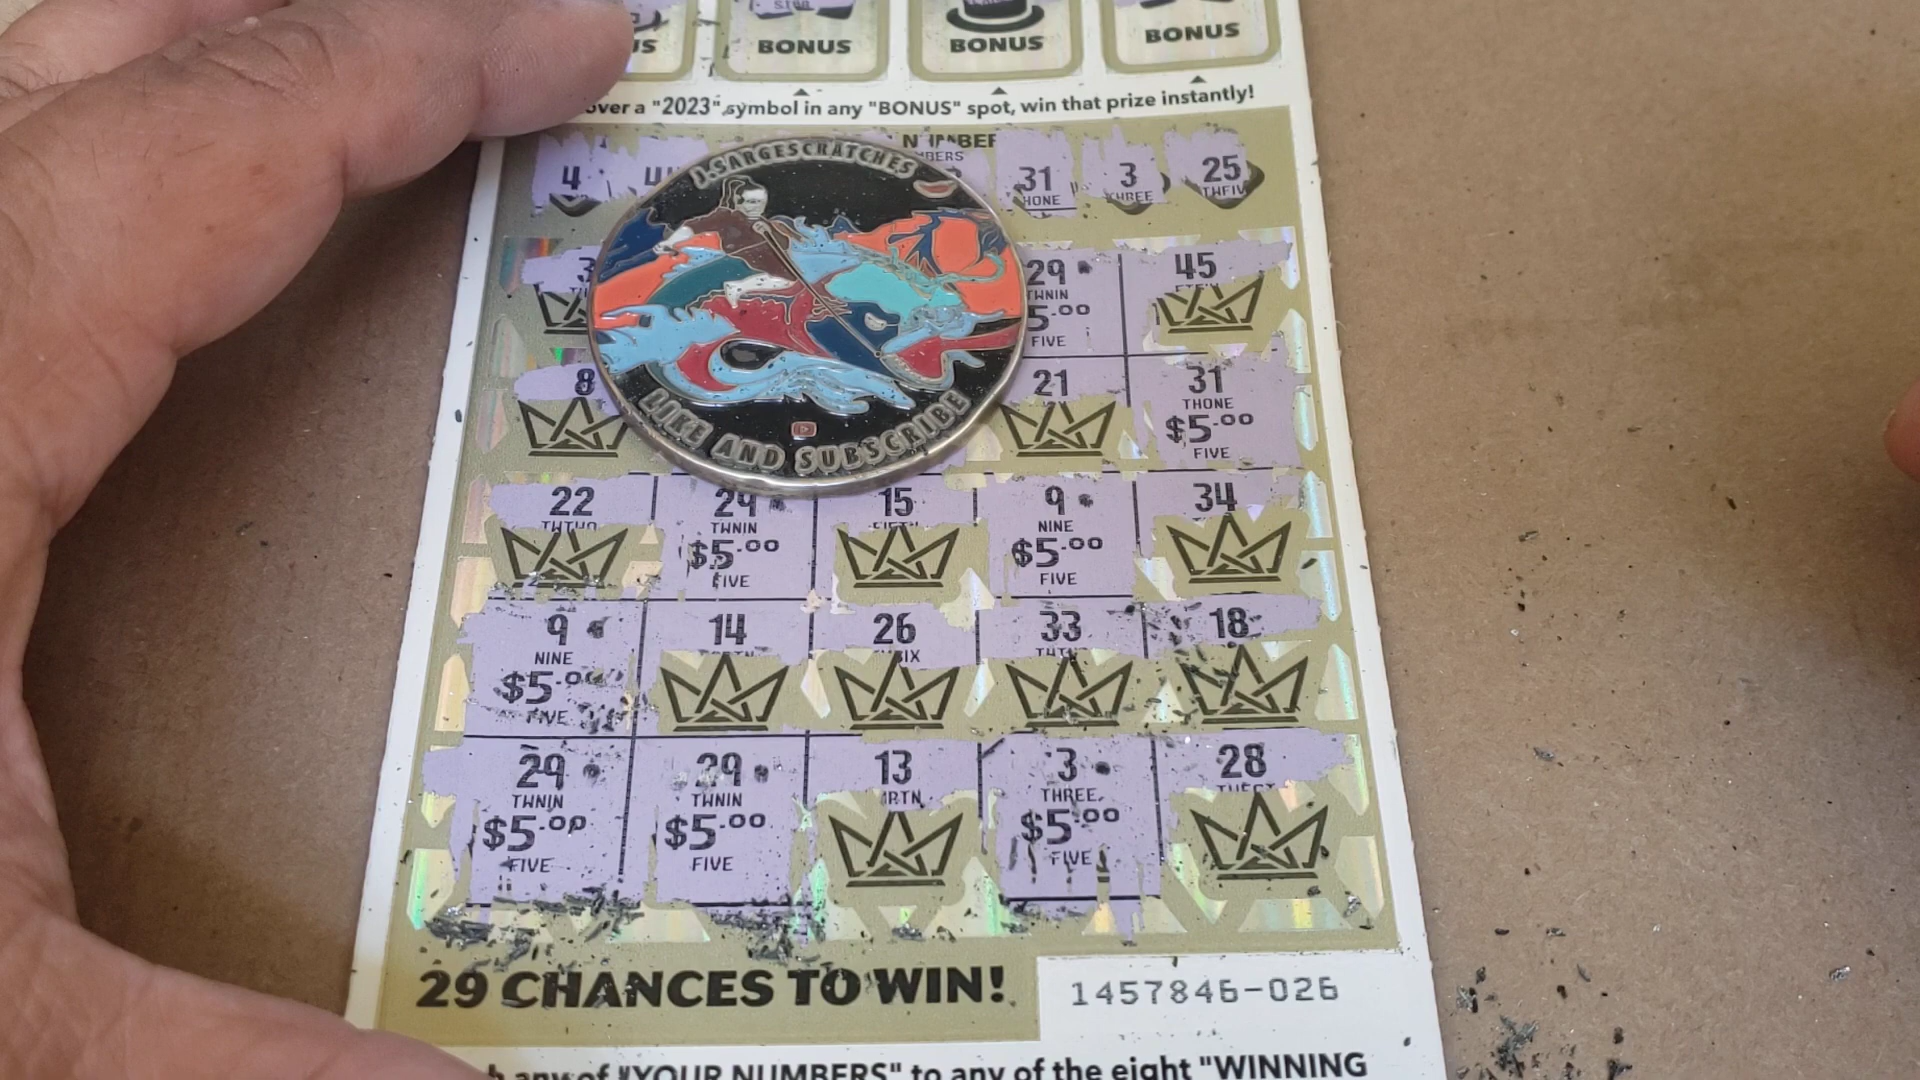 BONUS BONUS BONUS
over a "2023" symbol in any "BONUS" spot, win that prize instantly!
4 31 3 25
HONE THREE THFIV
J.SARGESCRATCHES
LIKE AND SUBSCRIBE
29 45
TWNIN
FIVE
8 21 31
THONE
$5.00
FIVE
22 29 15 9 34
TWNIN NINE
$5.00 $5.00
FIVE FIVE
9 14 26 33 18
NINE
$5.00
FIVE
29 29 13 3 28
TWNIN TWNIN THREE
$5.00 $5.00 $5.00
FIVE FIVE FIVE
29 CHANCES TO WIN!
1457846-026
any of "YOUR NUMBERS" to any of the eight "WINNING